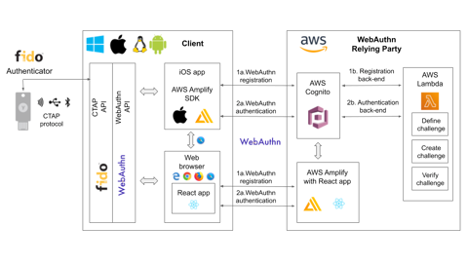 fido
Authenticator
CTAP
protocol
Client
CTAP
API
WebAuthn
API
fido
WebAuthn
iOS app
AWS Amplify
SDK
Web
browser
React app
1a.WebAuthn
registration
2a.WebAuthn
authentication
WebAuthn
1a.WebAuthn
registration
2a.WebAuthn
authentication
aws
WebAuthn
Relying Party
AWS
Cognito
1b. Registration
back-end
2b. Authentication
back-end
AWS
Lambda
Define
challenge
Create
challenge
Verify
challenge
AWS Amplify
with React app